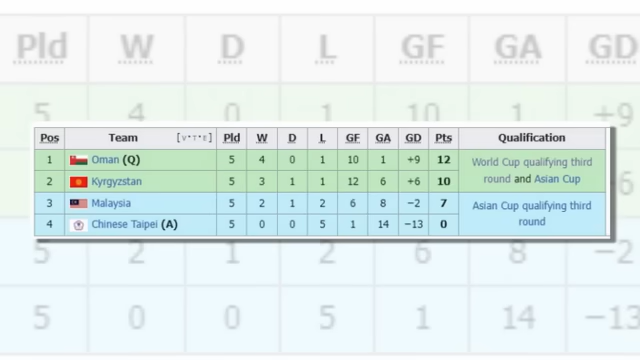 Pld W D L GF GA GD
5 4 0 1 10 1 +9
Pos Team [V·T·E] Pld W D L GF GA GD Pts Qualification
1 Oman (Q) 5 4 0 1 10 1 +9 12 World Cup qualifying third
round and Asian Cup
2 Kyrgyzstan 5 3 1 1 12 6 +6 10
3 Malaysia 5 2 1 2 6 8 −2 7 Asian Cup qualifying third
round
4 Chinese Taipei (A) 5 0 0 5 1 14 −13 0
5 2 1 2 6 8 −2
5 0 0 5 1 14 −13